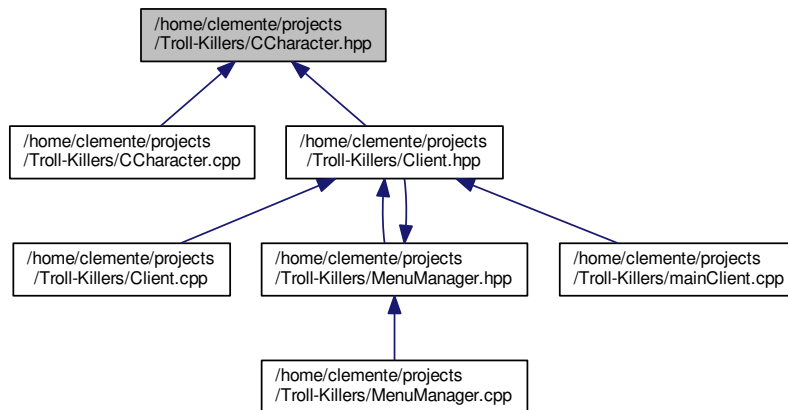 /home/clemente/projects
/Troll-Killers/CCharacter.hpp
/home/clemente/projects
/Troll-Killers/CCharacter.cpp
/home/clemente/projects
/Troll-Killers/Client.hpp
/home/clemente/projects
/Troll-Killers/Client.cpp
/home/clemente/projects
/Troll-Killers/MenuManager.hpp
/home/clemente/projects
/Troll-Killers/mainClient.cpp
/home/clemente/projects
/Troll-Killers/MenuManager.cpp